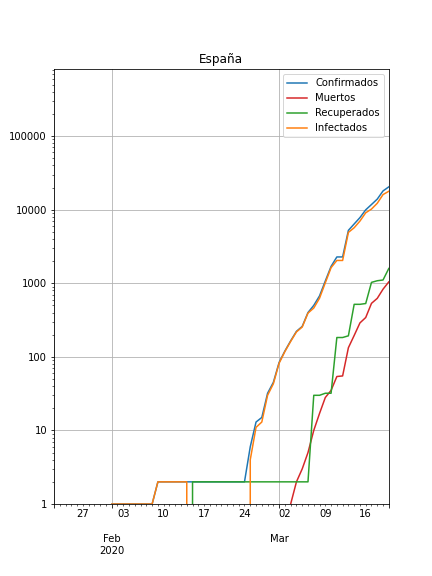 España
Confirmados
Muertos
Recuperados
Infectados
100000
10000
1000
100
10
1
27 03 10 17 24 02 09 16
Feb Mar
2020